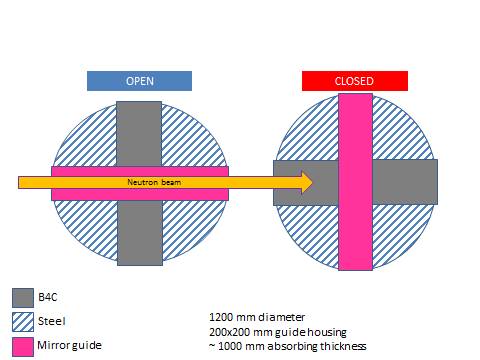 OPEN
CLOSED
Neutron beam
B4C
Steel
Mirror guide
1200 mm diameter
200x200 mm guide housing
~ 1000 mm absorbing thickness